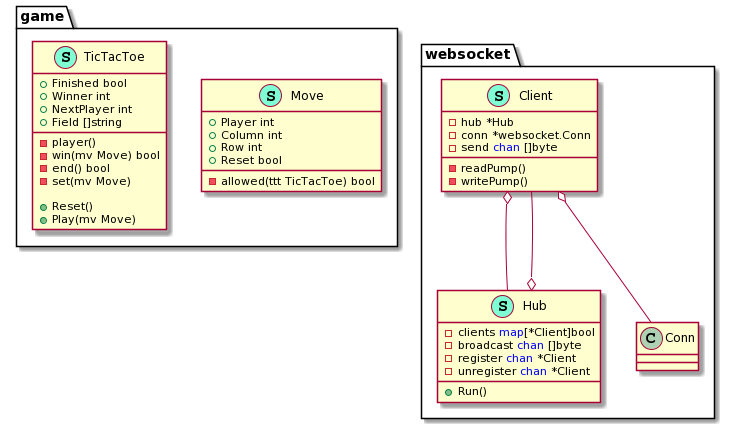 game
S TicTacToe
Finished bool
Winner int
NextPlayer int
Field []string
player()
win(mv Move) bool
end() bool
set(mv Move)
Reset()
Play(mv Move)
S Move
Player int
Column int
Row int
Reset bool
allowed(ttt TicTacToe) bool
websocket
S Client
hub *Hub
conn *websocket.Conn
send chan []byte
readPump()
writePump()
S Hub
clients map[*Client]bool
broadcast chan []byte
register chan *Client
unregister chan *Client
Run()
C Conn